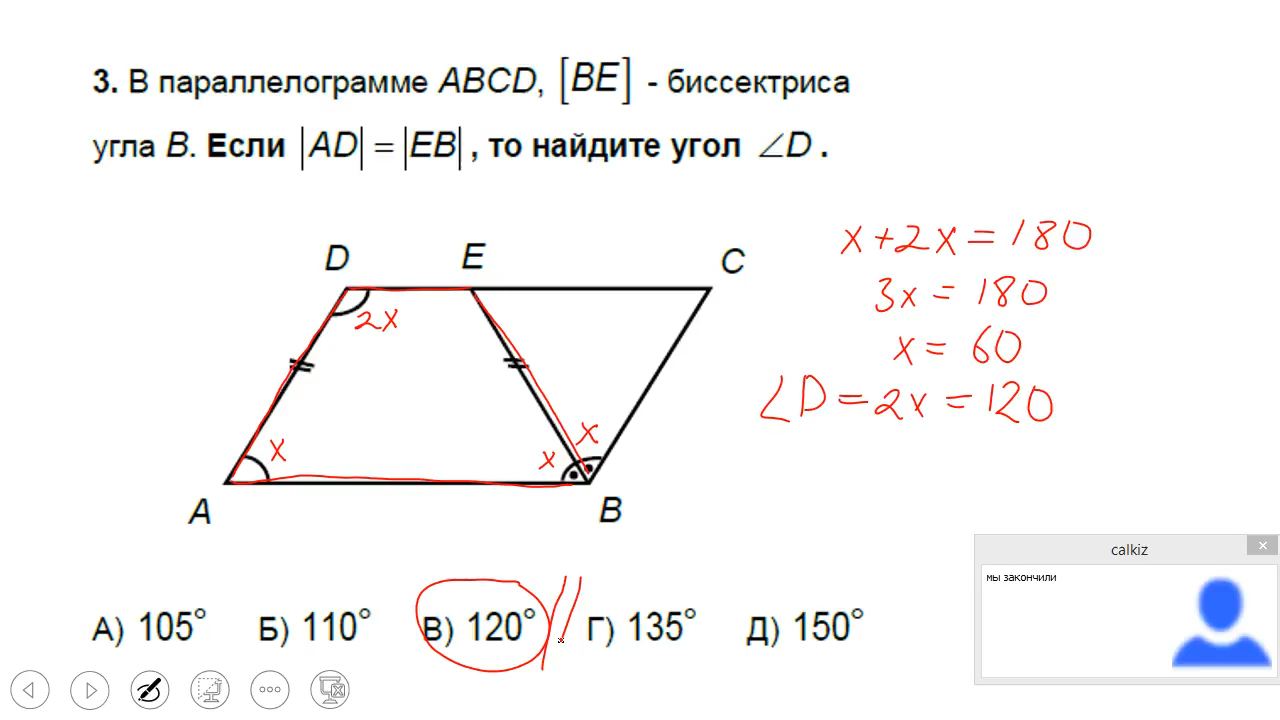 3. В параллелограмме ABCD, [BE] - биссектриса
угла B. Если |AD| = |EB|, то найдите угол ∠D.
D E C
x + 2x = 180
2x
3x = 180
x = 60
∠D = 2x = 120
x x x
A B
calkiz
мы закончили
А) 105° Б) 110° В) 120° Г) 135° Д) 150°